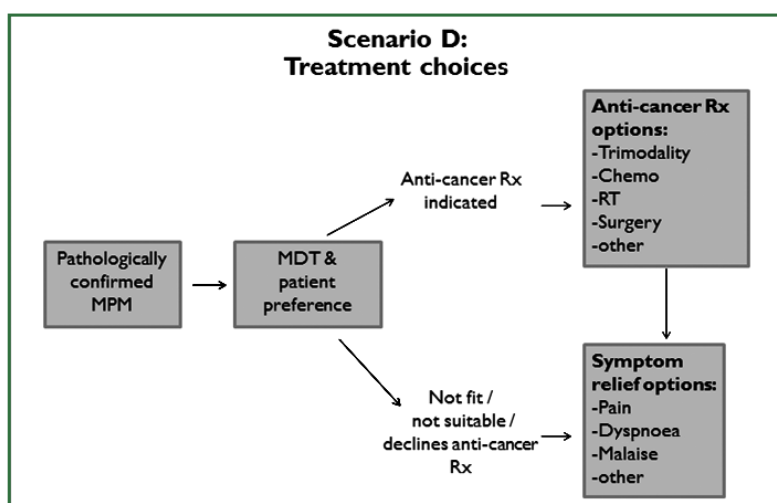 Scenario D:
Treatment choices
Pathologically
confirmed
MPM
MDT &
patient
preference
Anti-cancer Rx
indicated
Anti-cancer Rx
options:
-Trimodality
-Chemo
-RT
-Surgery
-other
Not fit /
not suitable /
declines anti-cancer
Rx
Symptom
relief options:
-Pain
-Dyspnoea
-Malaise
-other